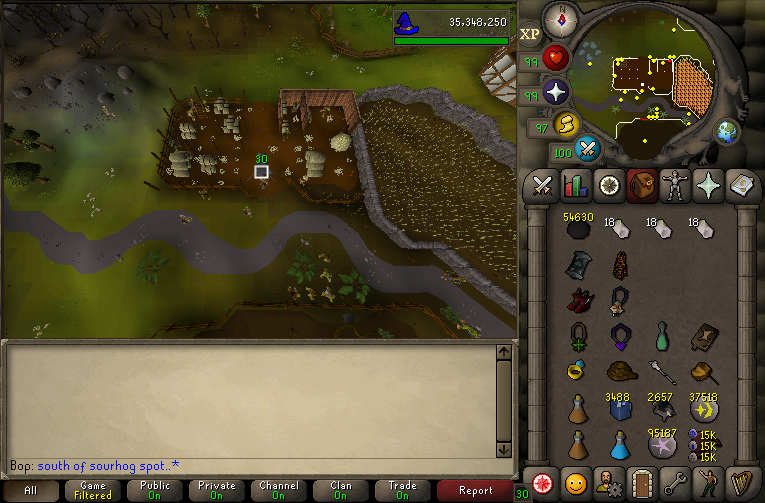 N
35,348,250
XP
99
99
97
100
30
54630
18
18
18
3488
2657
37518
95187
15K
15K
15K
Bop: south of sourhog spot..*
All
Game
Filtered
Public
On
Private
On
Channel
On
Clan
On
Trade
On
Report
30